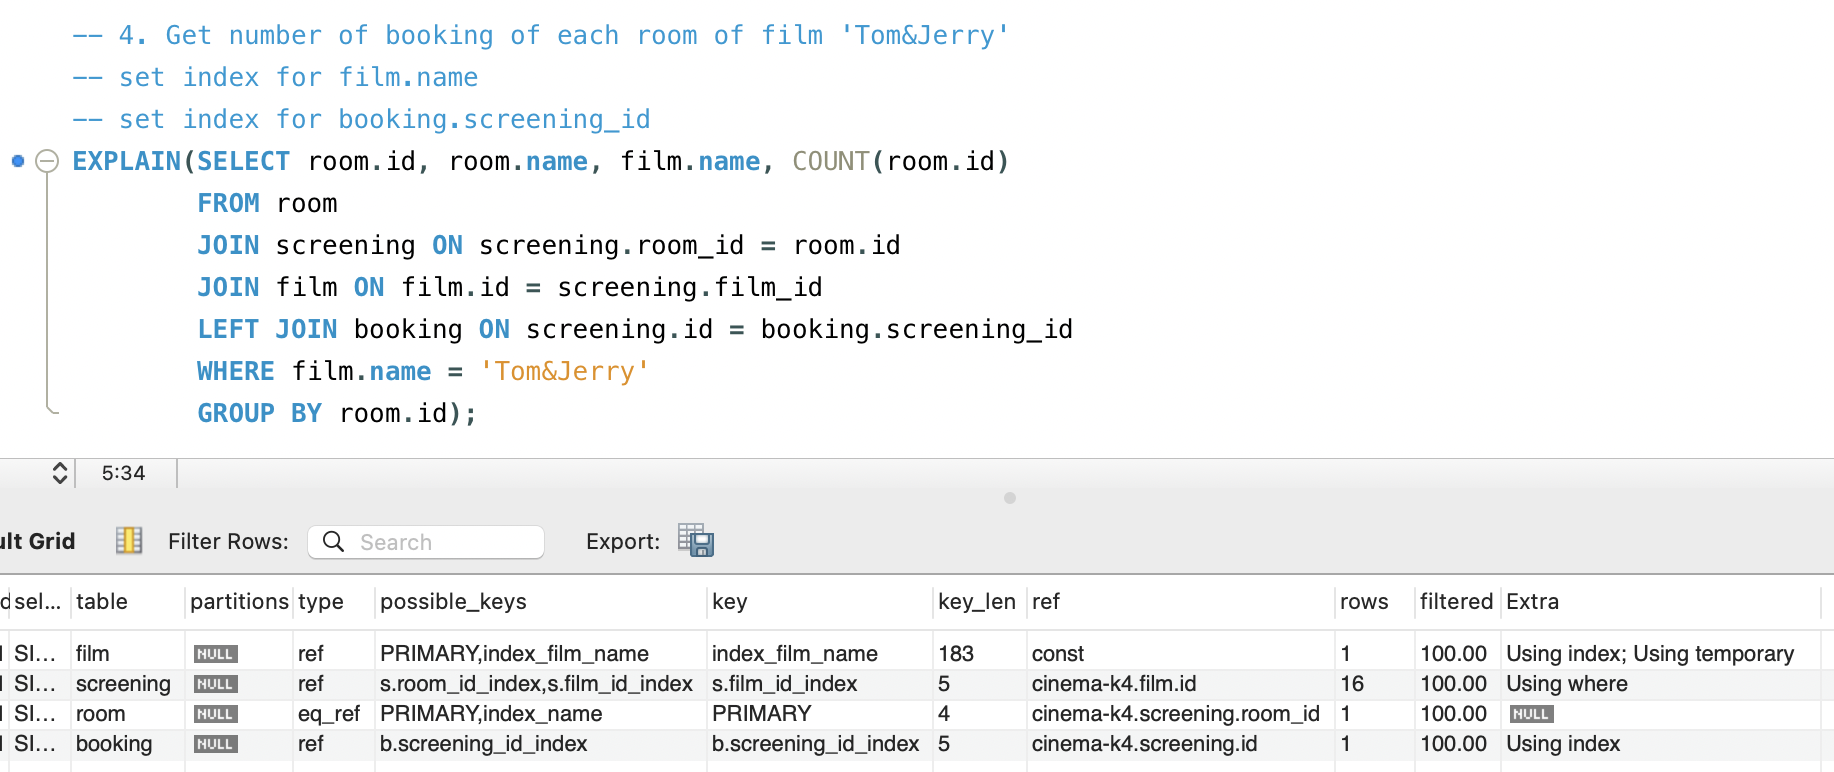 -- 4. Get number of booking of each room of film 'Tom&Jerry'
-- set index for film.name
-- set index for booking.screening_id
EXPLAIN(SELECT room.id, room.name, film.name, COUNT(room.id)
FROM room
JOIN screening ON screening.room_id = room.id
JOIN film ON film.id = screening.film_id
LEFT JOIN booking ON screening.id = booking.screening_id
WHERE film.name = 'Tom&Jerry'
GROUP BY room.id);
5:34
ult Grid Filter Rows: Search Export:
d sel... table partitions type possible_keys key key_len ref rows filtered Extra
SI... film NULL ref PRIMARY,index_film_name index_film_name 183 const 1 100.00 Using index; Using temporary
SI... screening NULL ref s.room_id_index,s.film_id_index s.film_id_index 5 cinema-k4.film.id 16 100.00 Using where
SI... room NULL eq_ref PRIMARY,index_name PRIMARY 4 cinema-k4.screening.room_id 1 100.00 NULL
SI... booking NULL ref b.screening_id_index b.screening_id_index 5 cinema-k4.screening.id 1 100.00 Using index